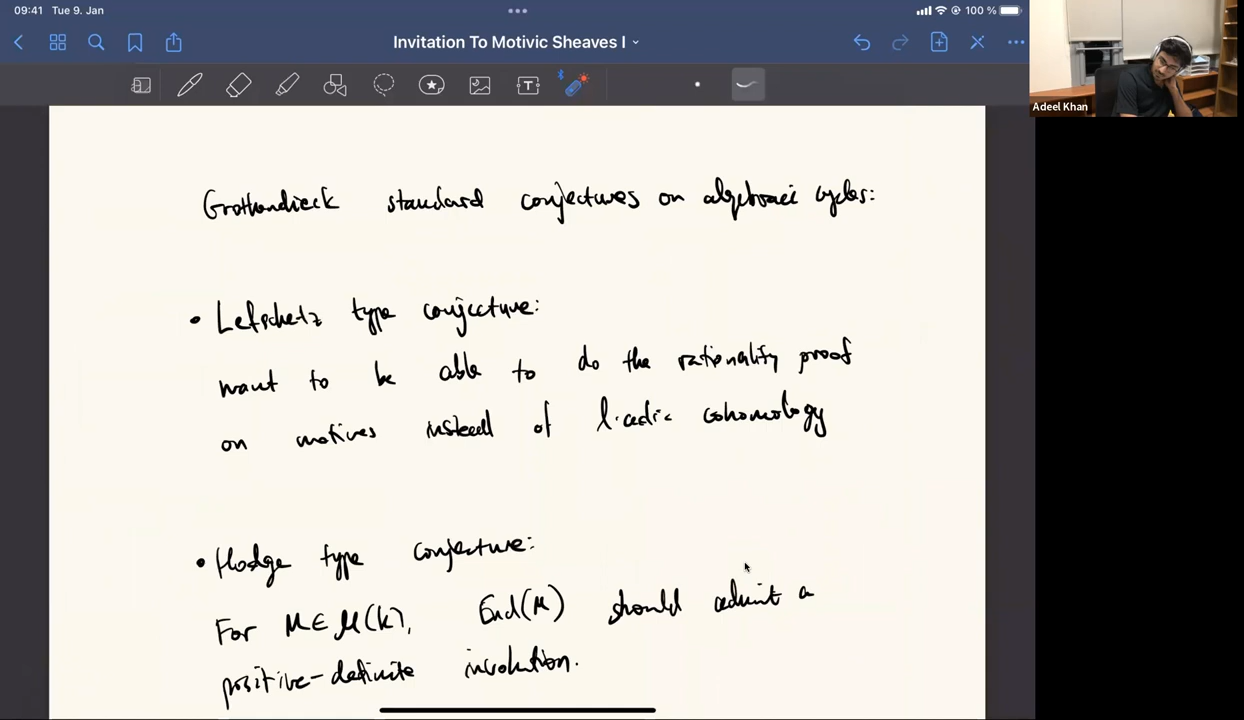 09:41 Tue 9. Jan
100 %
Invitation To Motivic Sheaves I
Adeel Khan
Grothendieck standard conjectures on algebraic cycles:
• Lefschetz type conjecture:
want to be able to do the rationality proof
on motives instead of l-adic cohomology
• Hodge type conjecture:
For M ∈ M(k), End(M) should admit a
positive-definite involution.